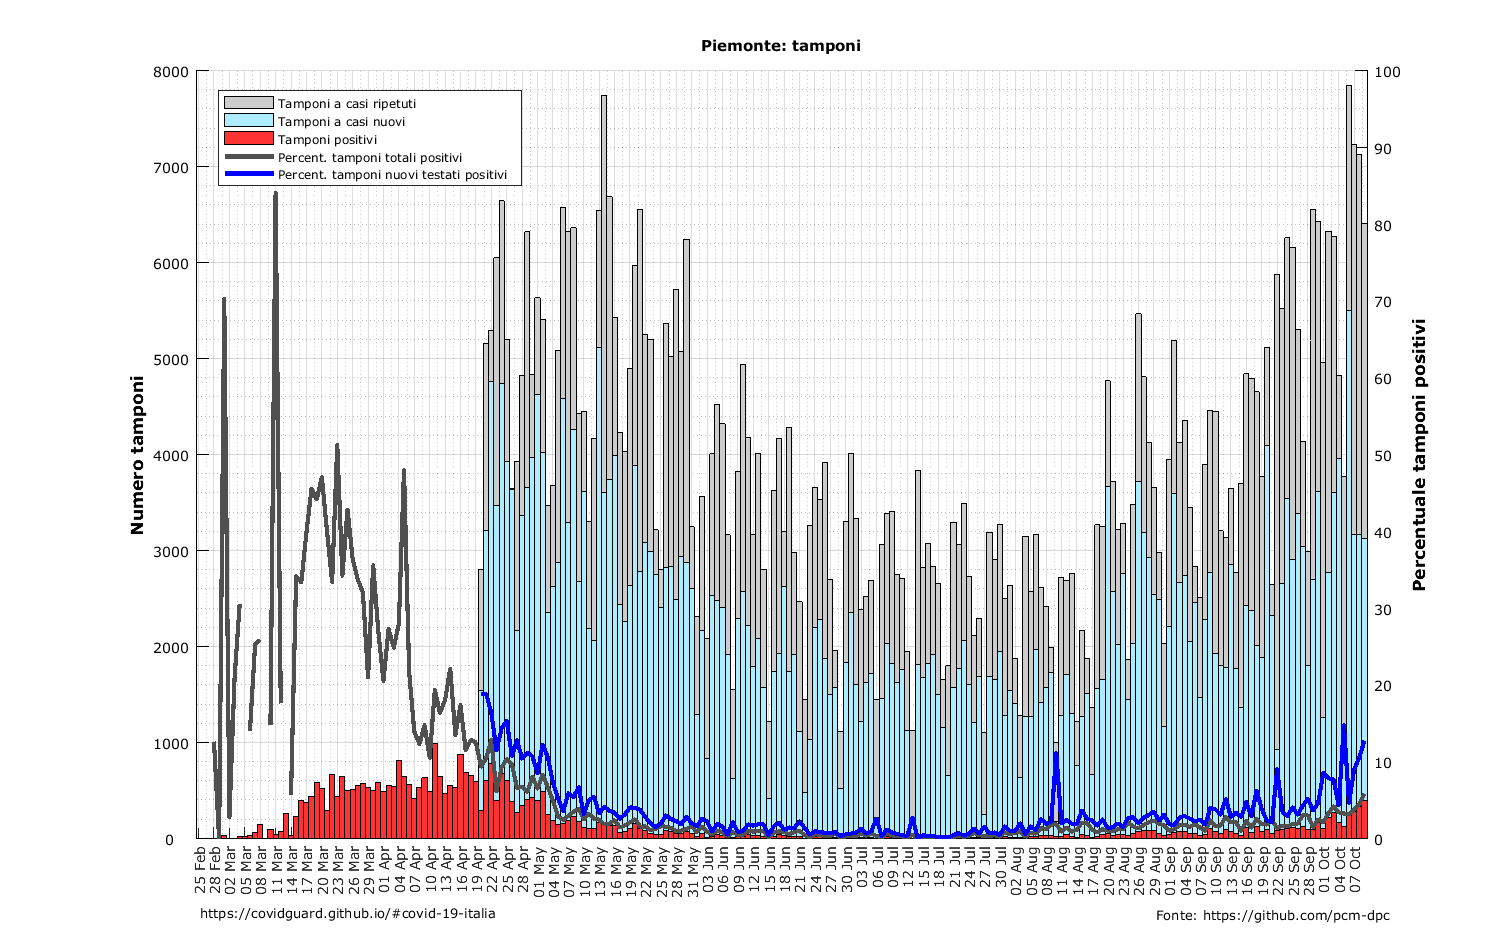 Piemonte: tamponi
8000
7000
6000
5000
4000
3000
2000
1000
0
Numero tamponi
Tamponi a casi ripetuti
Tamponi a casi nuovi
Tamponi positivi
Percent. tamponi totali positivi
Percent. tamponi nuovi testati positivi
100
90
80
70
60
50
40
30
20
10
0
Percentuale tamponi positivi
25 Feb
28 Feb
02 Mar
05 Mar
08 Mar
11 Mar
14 Mar
17 Mar
20 Mar
23 Mar
26 Mar
29 Mar
01 Apr
04 Apr
07 Apr
10 Apr
13 Apr
16 Apr
19 Apr
22 Apr
25 Apr
28 Apr
01 May
04 May
07 May
10 May
13 May
16 May
19 May
22 May
25 May
28 May
31 May
03 Jun
06 Jun
09 Jun
12 Jun
15 Jun
18 Jun
21 Jun
24 Jun
27 Jun
30 Jun
03 Jul
06 Jul
09 Jul
12 Jul
15 Jul
18 Jul
21 Jul
24 Jul
27 Jul
30 Jul
02 Aug
05 Aug
08 Aug
11 Aug
14 Aug
17 Aug
20 Aug
23 Aug
26 Aug
29 Aug
01 Sep
04 Sep
07 Sep
10 Sep
13 Sep
16 Sep
19 Sep
22 Sep
25 Sep
28 Sep
01 Oct
04 Oct
07 Oct
https://covidguard.github.io/#covid-19-italia
Fonte: https://github.com/pcm-dpc